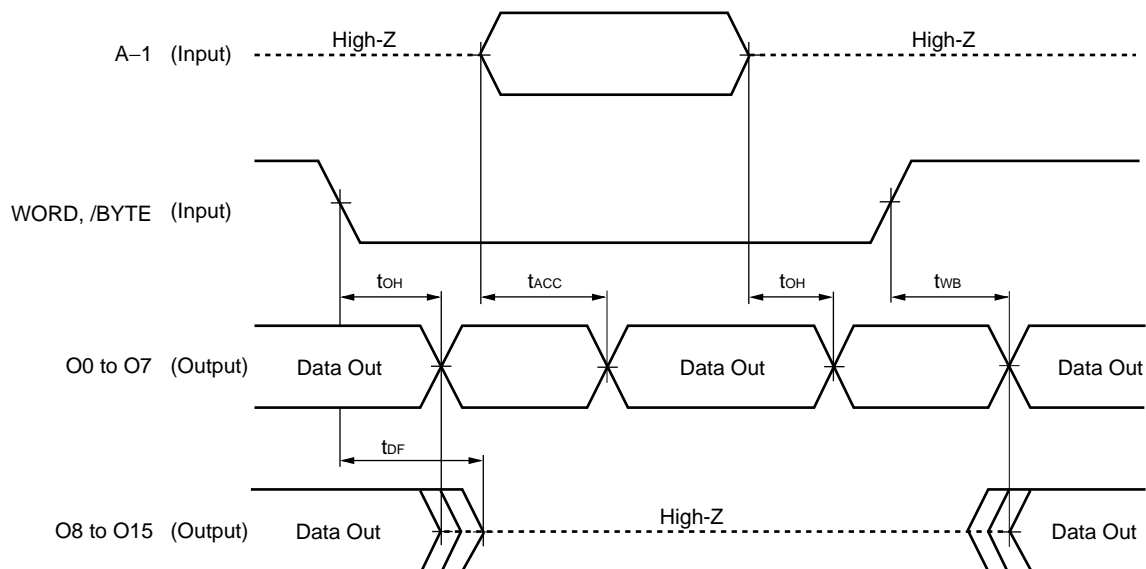 High-Z
High-Z
A–1 (Input)
WORD, /BYTE (Input)
tOH
tACC
tOH
tWB
O0 to O7 (Output)
Data Out
Data Out
Data Out
tDF
High-Z
O8 to O15 (Output)
Data Out
Data Out